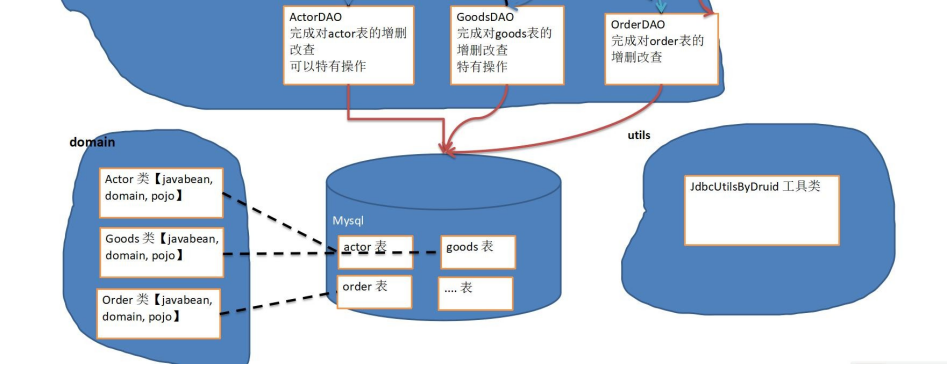 ActorDAO
完成对actor表的增删
改查
可以特有操作
GoodsDAO
完成对goods表的
增删改查
特有操作
OrderDAO
完成对order表的
增删改查
domain
utils
Actor 类【javabean,
domain, pojo】
Goods 类【javabean,
domain, pojo】
Order 类【javabean,
domain, pojo】
Mysql
actor 表
goods 表
order 表
.... 表
JdbcUtilsByDruid 工具类